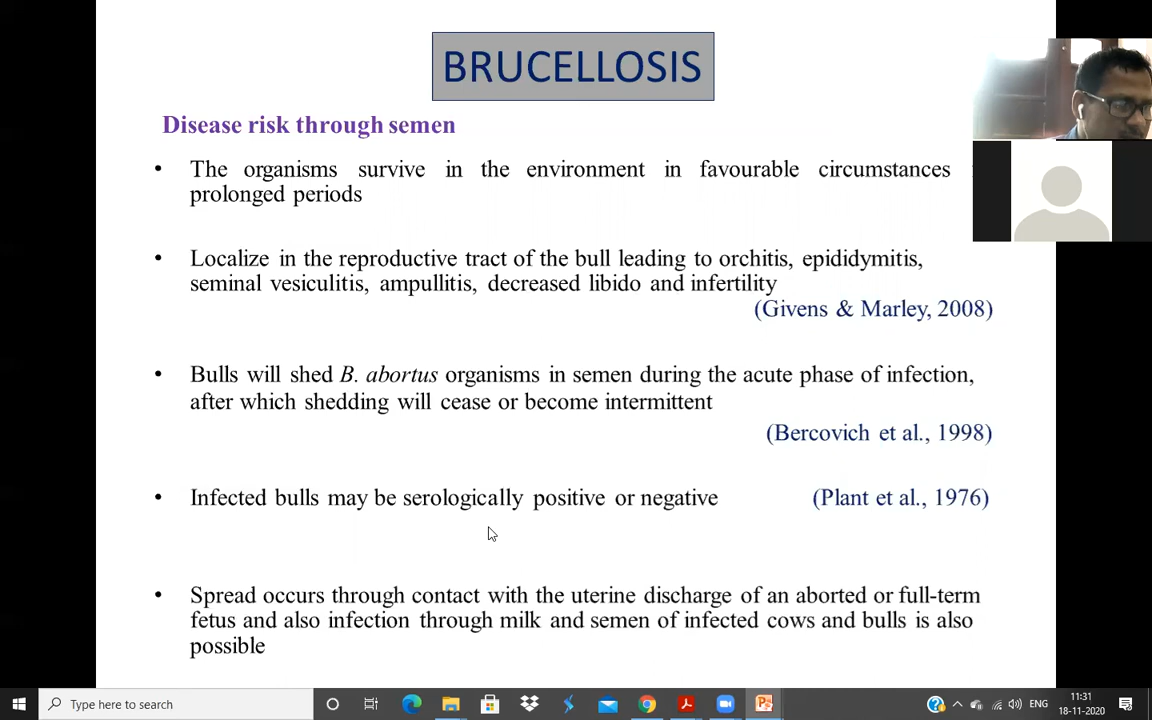 BRUCELLOSIS
Disease risk through semen
• The organisms survive in the environment in favourable circumstances
prolonged periods
• Localize in the reproductive tract of the bull leading to orchitis, epididymitis,
seminal vesiculitis, ampullitis, decreased libido and infertility
(Givens & Marley, 2008)
• Bulls will shed B. abortus organisms in semen during the acute phase of infection,
after which shedding will cease or become intermittent
(Bercovich et al., 1998)
• Infected bulls may be serologically positive or negative (Plant et al., 1976)
• Spread occurs through contact with the uterine discharge of an aborted or full-term
fetus and also infection through milk and semen of infected cows and bulls is also
possible
Type here to search
ENG
11:31
18-11-2020